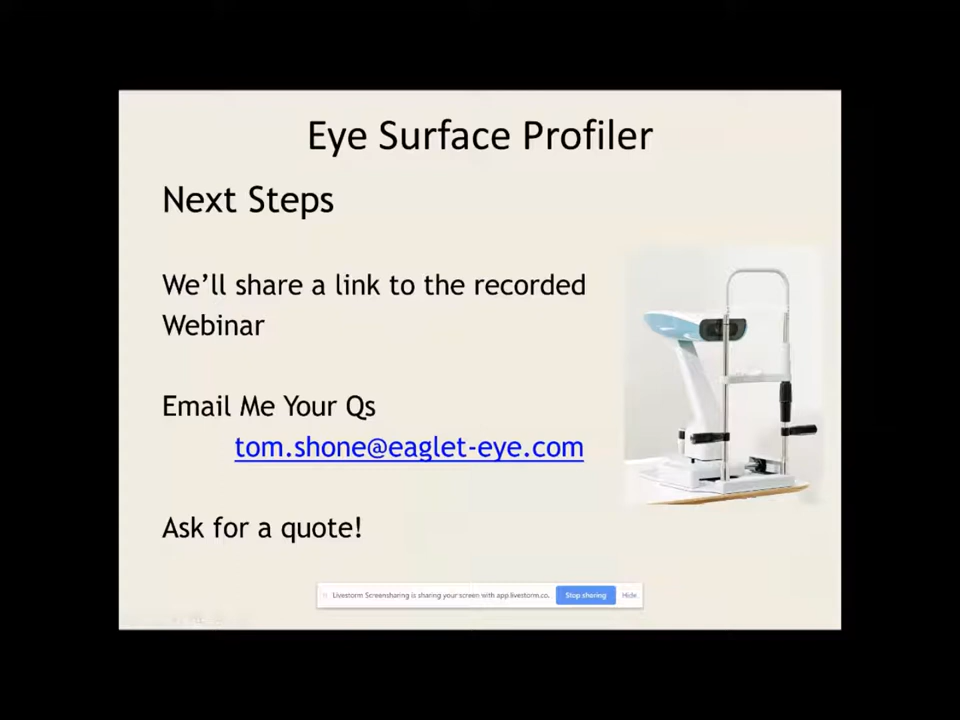 Eye Surface Profiler
Next Steps
We'll share a link to the recorded
Webinar
Email Me Your Qs
tom.shone@eaglet-eye.com
Ask for a quote!
Livestorm Screensharing is sharing your screen with app.livestorm.co.
Stop sharing
Hide